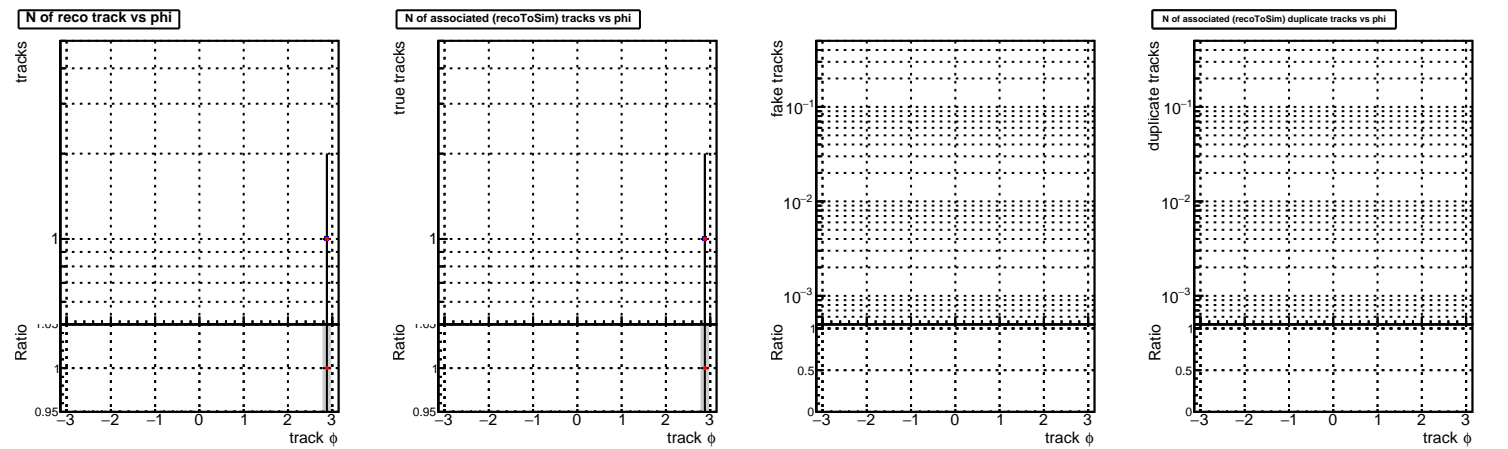 N of reco track vs phi
tracks
1
1.05
Ratio
1
0.95
−3 −2 −1 0 1 2 3
track ϕ
N of associated (recoToSim) tracks vs phi
true tracks
1
1.05
Ratio
1
0.95
−3 −2 −1 0 1 2 3
track ϕ
fake tracks
10−1
10−2
10−3
Ratio
1
0.5
0
−3 −2 −1 0 1 2 3
track ϕ
N of associated (recoToSim) duplicate tracks vs phi
duplicate tracks
10−1
10−2
10−3
Ratio
1
0.5
0
−3 −2 −1 0 1 2 3
track ϕ